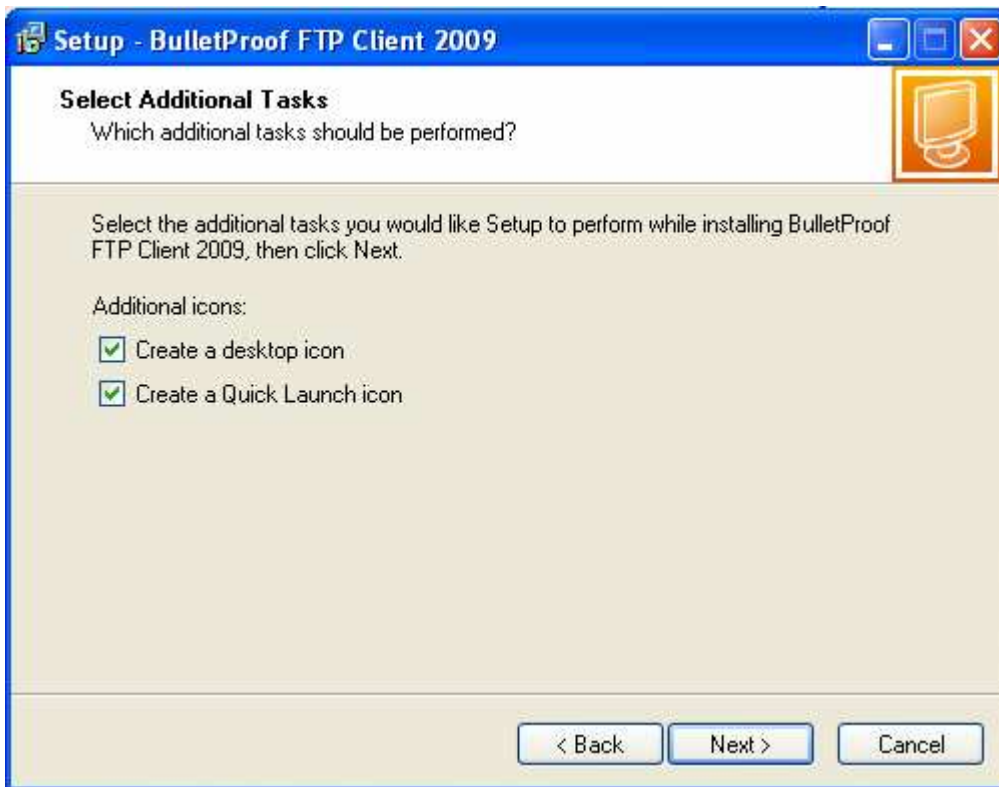 Setup - BulletProof FTP Client 2009
Select Additional Tasks
Which additional tasks should be performed?
Select the additional tasks you would like Setup to perform while installing BulletProof
FTP Client 2009, then click Next.
Additional icons:
Create a desktop icon
Create a Quick Launch icon
< Back
Next >
Cancel